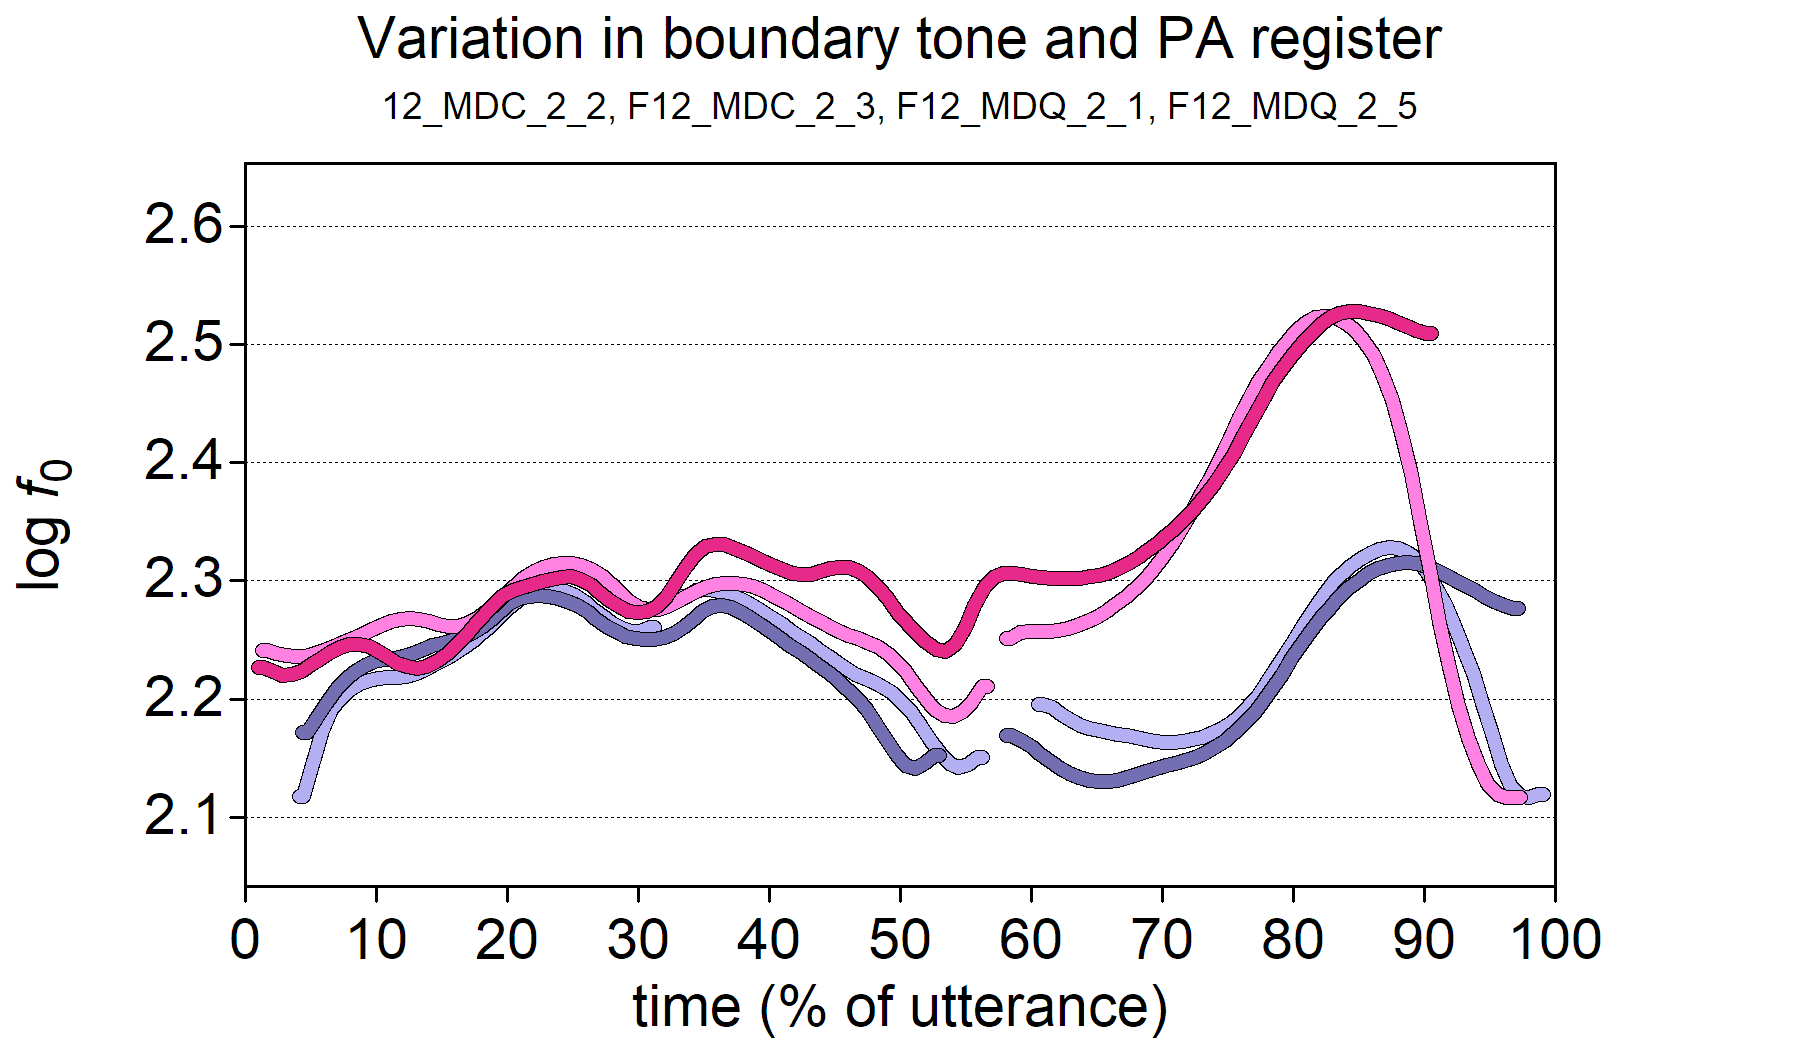 Variation in boundary tone and PA register
12_MDC_2_2, F12_MDC_2_3, F12_MDQ_2_1, F12_MDQ_2_5
2.6
2.5
2.4
2.3
2.2
2.1
log f0
0 10 20 30 40 50 60 70 80 90 100
time (% of utterance)